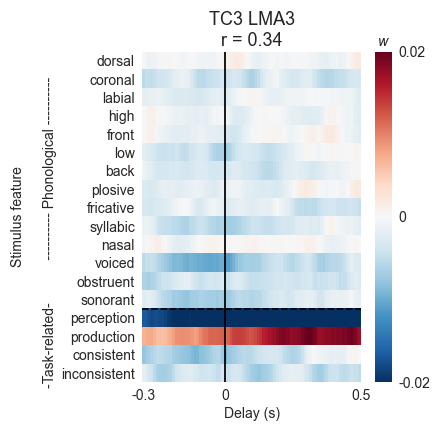 TC3 LMA3
r = 0.34
w
dorsal
coronal
labial
high
front
low
back
plosive
fricative
syllabic
nasal
voiced
obstruent
sonorant
perception
production
consistent
inconsistent
Stimulus feature
---------- Phonological ----------
-Task-related-
-0.3
0
0.5
Delay (s)
0.02
0
-0.02